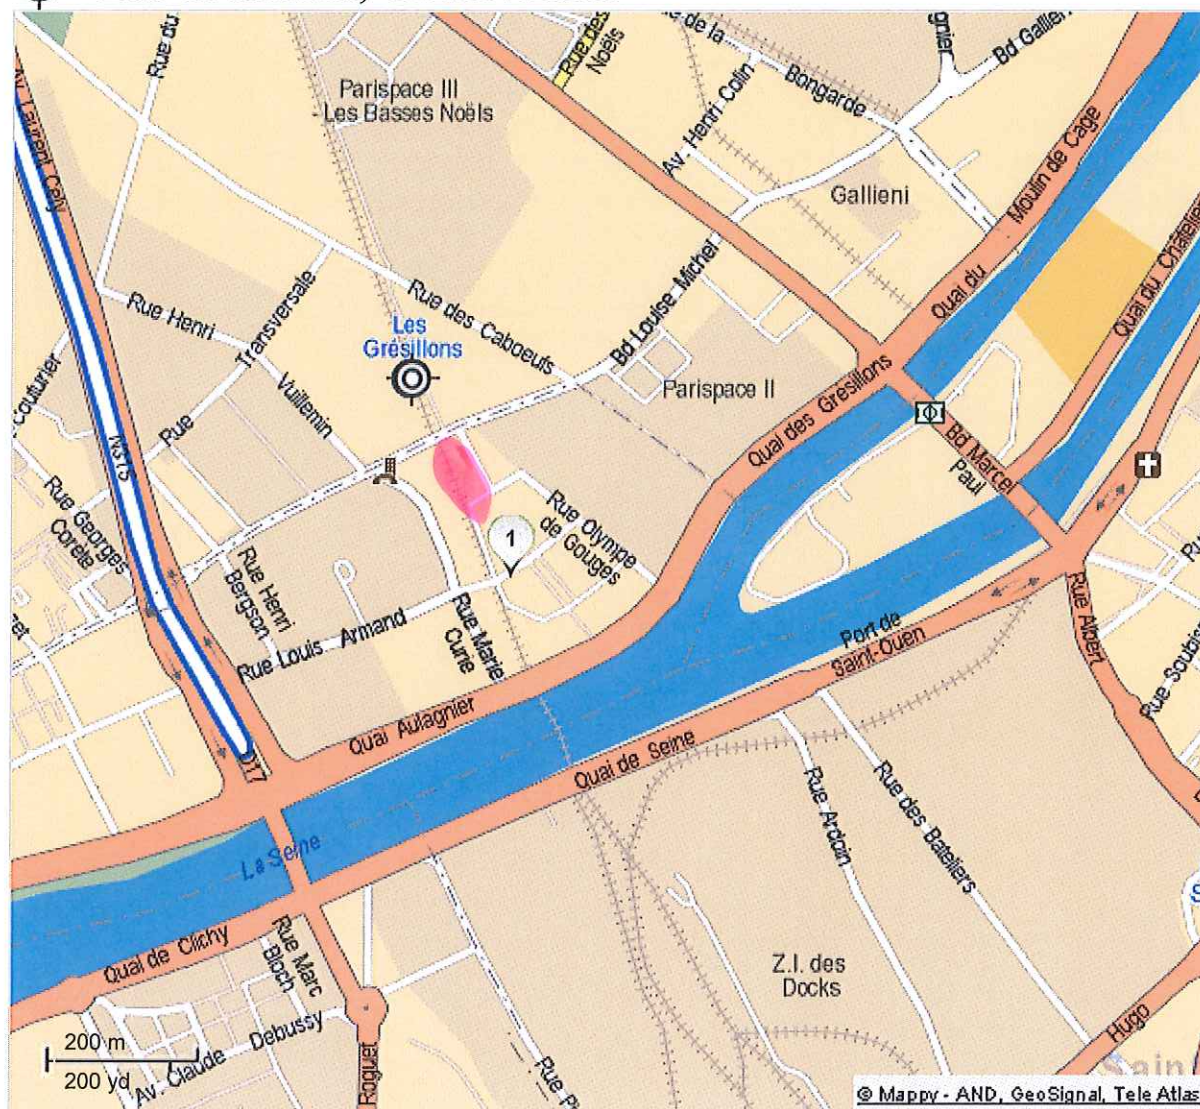 Rue du
Rue des
Noëls
de la
Bongarde
Bd Gallieni
Av. Laurent Cely
Parispace III
- Les Basses Noëls
Av. Henri Colin
Gallieni
Moulin de Cage
Quai du
Quai du Châtelier
Rue Henri
Vuillemin
Transversale
Rue
Les
Grésillons
Rue des Caboeufs
Bd Louise Michel
Parispace II
Quai des Grésillons
Couturier
N315
Rue Georges
Corete
Bd Marcel
Paul
Rue Olympe
de Gouges
1
Rue Henri
Bergson
Rue Louis Armand
Rue Marie
Curie
Port de
Saint-Ouen
Rue Albert
Quai Aulagnier
Quai de Seine
D17
La Seine
Rue Ardoin
Rue des Bateliers
Quai de Clichy
Rue Marc
Bloch
Z.I. des
Docks
Hugo
200 m
200 yd
Av. Claude Debussy
Roguet
© Mappy - AND, GeoSignal, Tele Atlas